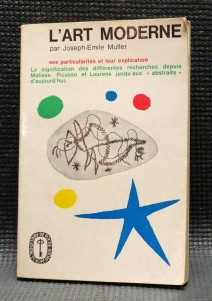 L'ART MODERNE
par Joseph-Emile Muller
ses particularités et leur explication
La signification des différentes recherches depuis
Matisse, Picasso et Laurens jusqu'aux « abstraits »
d'aujourd'hui.